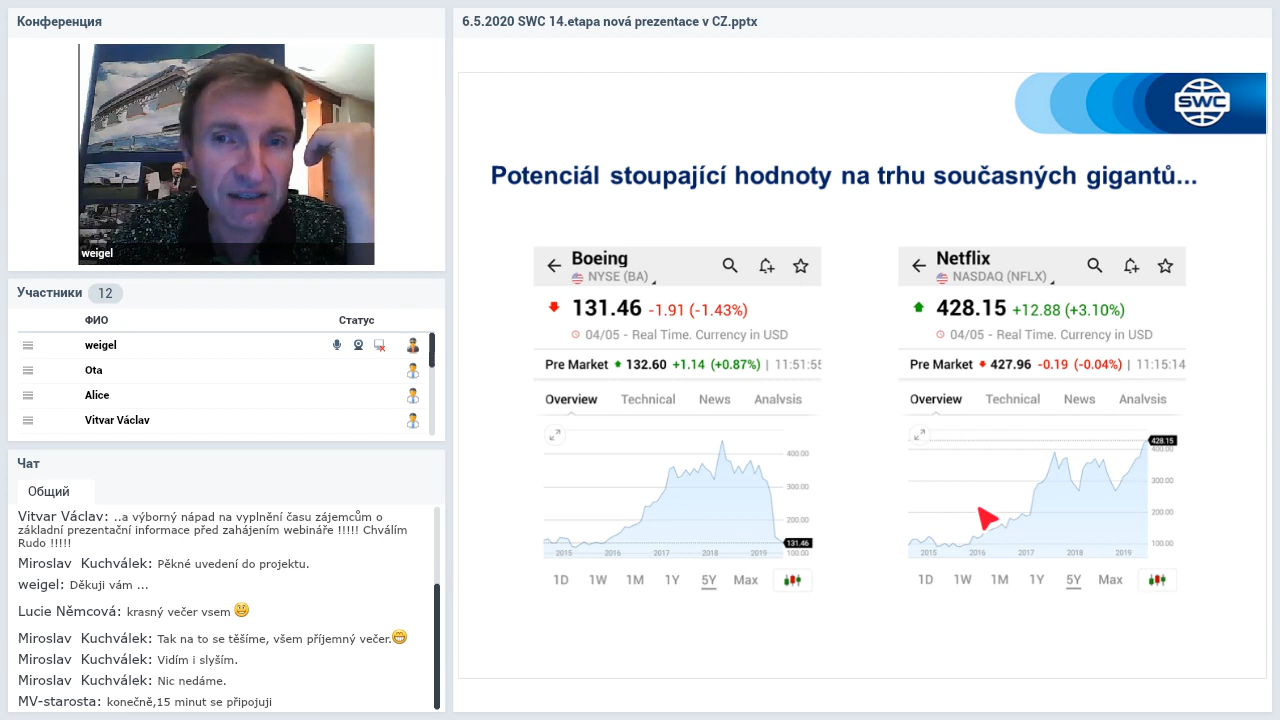 Конференция
weigel
Участники 12
ФИО Статус
weigel
Ota
Alice
Vitvar Václav
Чат
Общий
Vitvar Václav: ..a výborný nápad na vyplnění času zájemcům o
základní prezentační informace před zahájením webináře !!!!! Chválím
Rudo !!!!!
Miroslav Kuchválek: Pěkné uvedení do projektu.
weigel: Děkuji vám ...
Lucie Němcová: krasný večer vsem
Miroslav Kuchválek: Tak na to se těšíme, všem příjemný večer.
Miroslav Kuchválek: Vidím i slyším.
Miroslav Kuchválek: Nic nedáme.
MV-starosta: konečně,15 minut se připojuji
6.5.2020 SWC 14.etapa nová prezentace v CZ.pptx
SWC
Potenciál stoupající hodnoty na trhu současných gigantů...
Boeing
NYSE (BA)
131.46 -1.91 (-1.43%)
04/05 - Real Time. Currency in USD
Pre Market 132.60 +1.14 (+0.87%) | 11:51:55
Overview Technical News Analysis
400.00
300.00
200.00
131.46
100.00
2015 2016 2017 2018 2019
1D 1W 1M 1Y 5Y Max
Netflix
NASDAQ (NFLX)
428.15 +12.88 (+3.10%)
04/05 - Real Time. Currency in USD
Pre Market 427.96 -0.19 (-0.04%) | 11:15:14
Overview Technical News Analysis
428.15
400.00
300.00
200.00
100.00
2015 2016 2017 2018 2019
1D 1W 1M 1Y 5Y Max